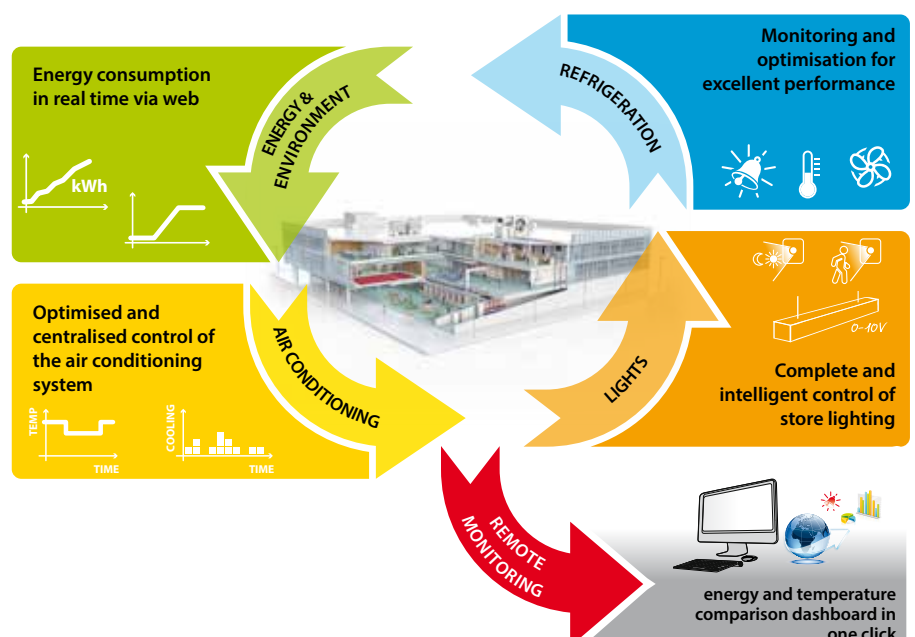 Energy consumption
in real time via web
kWh
ENERGY &
ENVIRONMENT
REFRIGERATION
Monitoring and
optimisation for
excellent performance
Optimised and
centralised control of
the air conditioning
system
TEMP
TIME
COOLING
TIME
AIR CONDITIONING
LIGHTS
0-10V
Complete and
intelligent control of
store lighting
REMOTE
MONITORING
energy and temperature
comparison dashboard in
one click